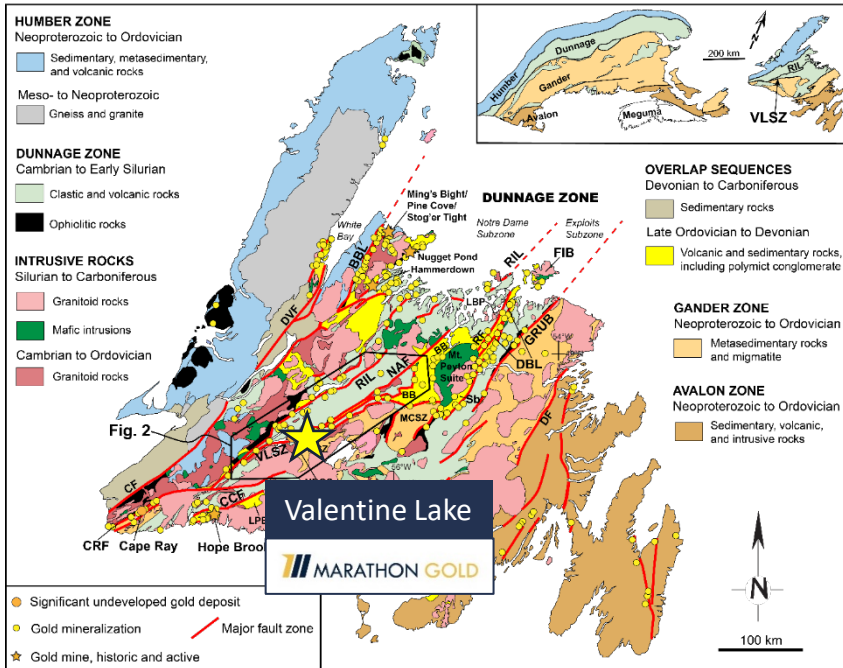 HUMBER ZONE
Neoproterozoic to Ordovician
Sedimentary, metasedimentary,
and volcanic rocks
Meso- to Neoproterozoic
Gneiss and granite
DUNNAGE ZONE
Cambrian to Early Silurian
Clastic and volcanic rocks
Ophiolitic rocks
INTRUSIVE ROCKS
Silurian to Carboniferous
Granitoid rocks
Mafic intrusions
Cambrian to Ordovician
Granitoid rocks
Humber
Dunnage
Gander
Avalon
Meguma
200 km
N
RIL
VLSZ
OVERLAP SEQUENCES
Devonian to Carboniferous
Sedimentary rocks
Late Ordovician to Devonian
Volcanic and sedimentary rocks,
including polymict conglomerate
GANDER ZONE
Neoproterozoic to Ordovician
Metasedimentary rocks
and migmatite
AVALON ZONE
Neoproterozoic to Ordovician
Sedimentary, volcanic,
and intrusive rocks
Ming's Bight/
Pine Cove/
Stog'er Tight
DUNNAGE ZONE
White
Bay
Notre Dame
Subzone
Exploits
Subzone
BBL
Nugget Pond
Hammerdown
RIL
FIB
LBP
DVF
GRUB
RF
54°W
BB
Mt.
Peyton
Suite
DBL
RIL
NAF
BB
Sb
MCSZ
DF
Fig. 2
VLSZ
56°W
CF
CCF
CRF
Cape Ray
Hope Brook
Valentine Lake
MARATHON GOLD
Significant undeveloped gold deposit
Gold mineralization
Major fault zone
Gold mine, historic and active
N
100 km